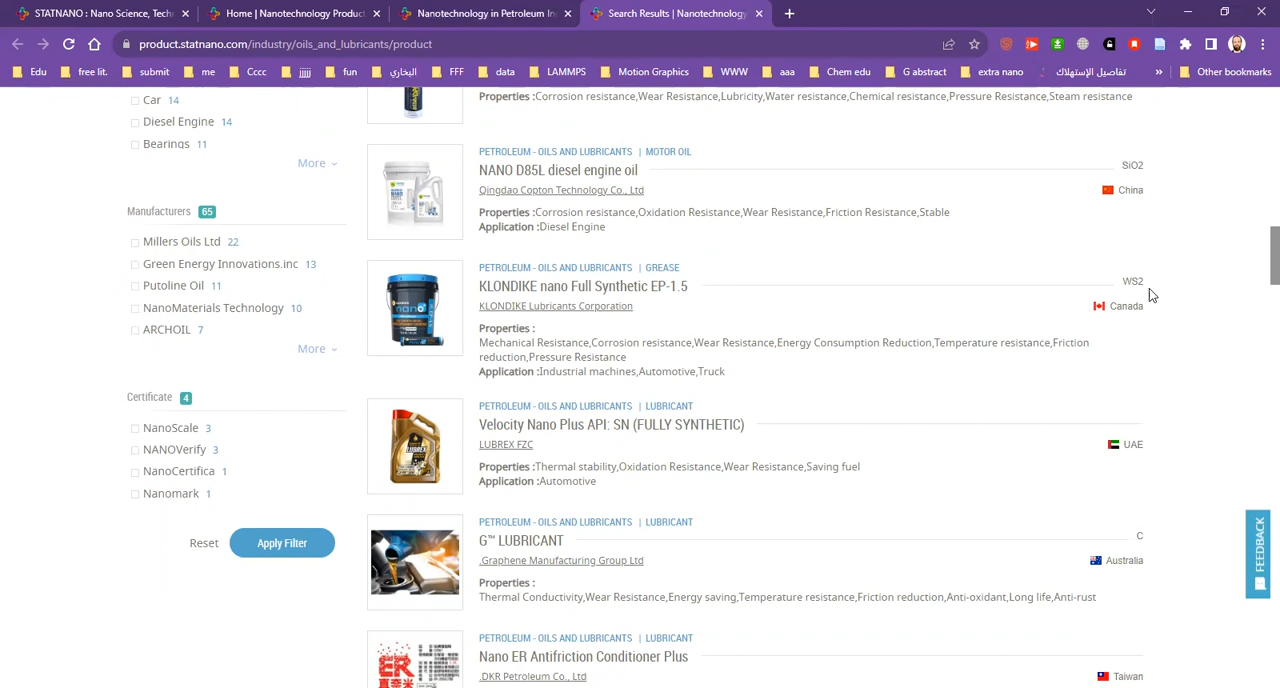 STATNANO : Nano Science, Techn
Home | Nanotechnology Product
Nanotechnology in Petroleum In
Search Results | Nanotechnology
product.statnano.com/industry/oils_and_lubricants/product
Edu
free lit.
submit
me
Cccc
jjjjj
fun
البخاري
FFF
data
LAMMPS
Motion Graphics
WWW
aaa
Chem edu
G abstract
extra nano
تفاصيل الإستهلاك
»
Other bookmarks
Car 14
Diesel Engine 14
Bearings 11
More
Manufacturers 65
Millers Oils Ltd 22
Green Energy Innovations.inc 13
Putoline Oil 11
NanoMaterials Technology 10
ARCHOIL 7
More
Certificate 4
NanoScale 3
NANOVerify 3
NanoCertifica 1
Nanomark 1
Reset
Apply Filter
Properties :Corrosion resistance,Wear Resistance,Lubricity,Water resistance,Chemical resistance,Pressure Resistance,Steam resistance
PETROLEUM - OILS AND LUBRICANTS | MOTOR OIL
NANO D85L diesel engine oil
SiO2
Qingdao Copton Technology Co., Ltd
China
Properties :Corrosion resistance,Oxidation Resistance,Wear Resistance,Friction Resistance,Stable
Application :Diesel Engine
PETROLEUM - OILS AND LUBRICANTS | GREASE
KLONDIKE nano Full Synthetic EP-1.5
WS2
KLONDIKE Lubricants Corporation
Canada
Properties :
Mechanical Resistance,Corrosion resistance,Wear Resistance,Energy Consumption Reduction,Temperature resistance,Friction
reduction,Pressure Resistance
Application :Industrial machines,Automotive,Truck
PETROLEUM - OILS AND LUBRICANTS | LUBRICANT
Velocity Nano Plus API: SN (FULLY SYNTHETIC)
LUBREX FZC
UAE
Properties :Thermal stability,Oxidation Resistance,Wear Resistance,Saving fuel
Application :Automotive
PETROLEUM - OILS AND LUBRICANTS | LUBRICANT
G™ LUBRICANT
C
,Graphene Manufacturing Group Ltd
Australia
Properties :
Thermal Conductivity,Wear Resistance,Energy saving,Temperature resistance,Friction reduction,Anti-oxidant,Long life,Anti-rust
PETROLEUM - OILS AND LUBRICANTS | LUBRICANT
Nano ER Antifriction Conditioner Plus
,DKR Petroleum Co., Ltd
Taiwan
FEEDBACK
nano
LUBREX
ER